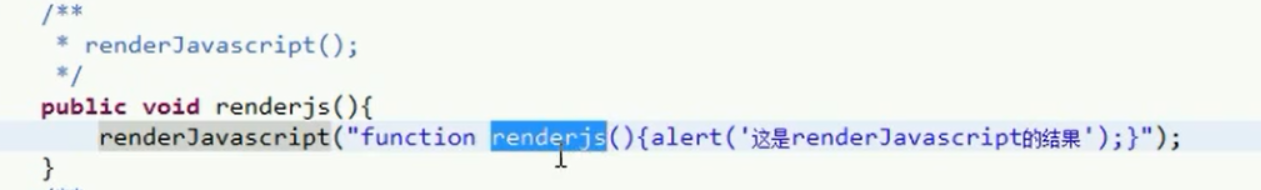 /**
 * renderJavascript();
 */
public void renderjs(){
    renderJavascript("function renderjs(){alert('这是renderJavascript的结果');}");
}
/**